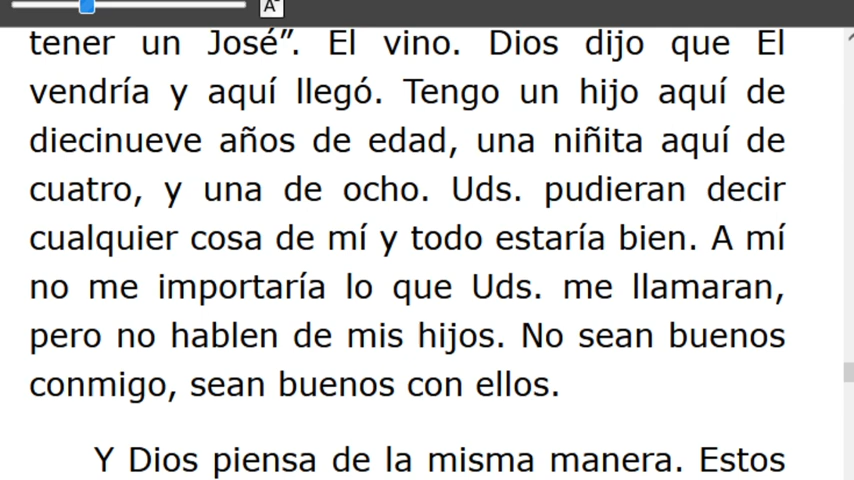 A
tener un José”. Él vino. Dios dijo que Él
vendría y aquí llegó. Tengo un hijo aquí de
diecinueve años de edad, una niñita aquí de
cuatro, y una de ocho. Uds. pudieran decir
cualquier cosa de mí y todo estaría bien. A mí
no me importaría lo que Uds. me llamaran,
pero no hablen de mis hijos. No sean buenos
conmigo, sean buenos con ellos.
Y Dios piensa de la misma manera. Estos